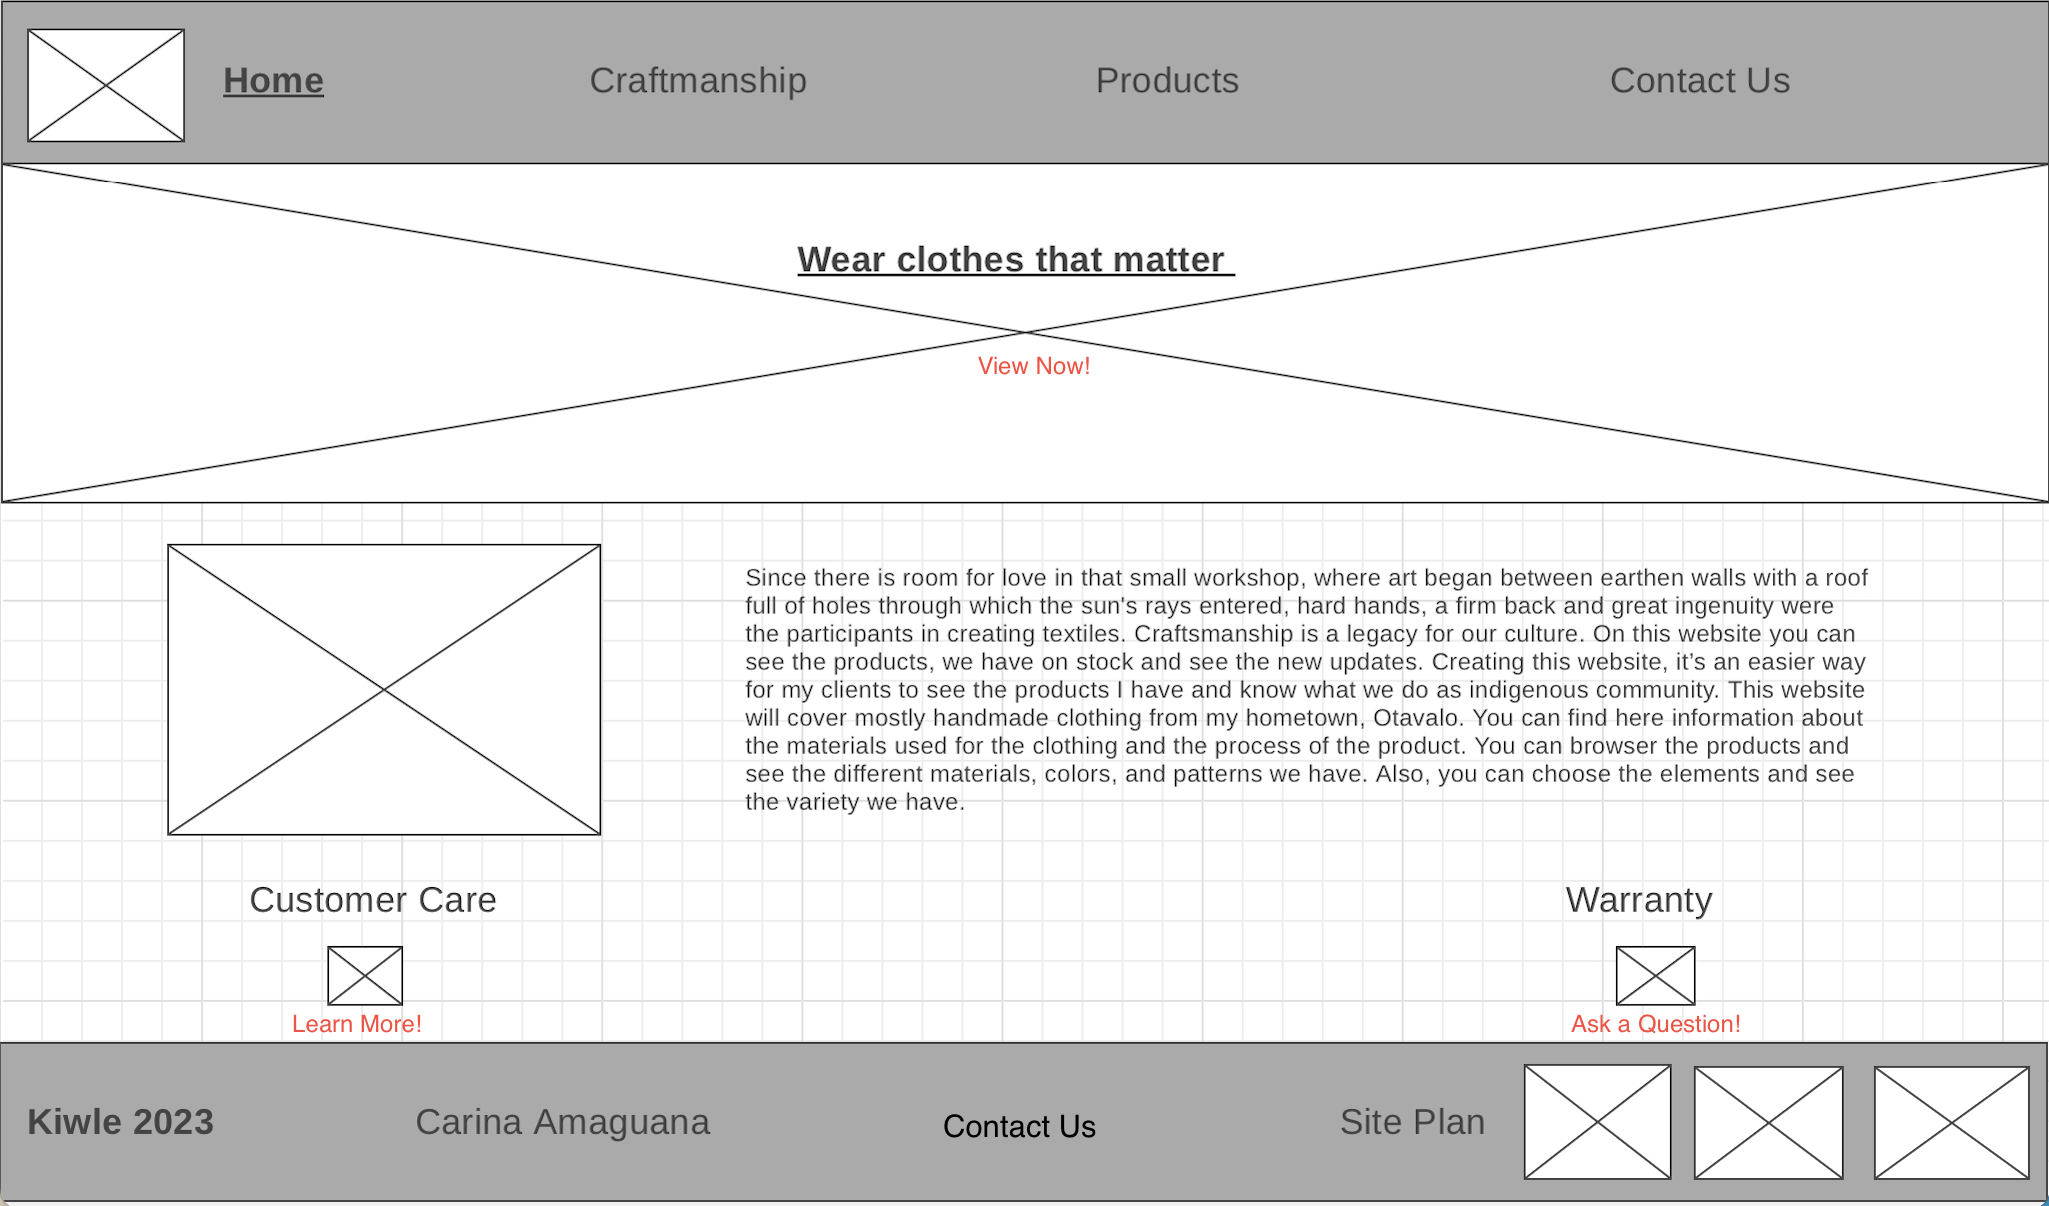 Home Craftmanship Products Contact Us
Wear clothes that matter
View Now!
Since there is room for love in that small workshop, where art began between earthen walls with a roof
full of holes through which the sun's rays entered, hard hands, a firm back and great ingenuity were
the participants in creating textiles. Craftsmanship is a legacy for our culture. On this website you can
see the products, we have on stock and see the new updates. Creating this website, it’s an easier way
for my clients to see the products I have and know what we do as indigenous community. This website
will cover mostly handmade clothing from my hometown, Otavalo. You can find here information about
the materials used for the clothing and the process of the product. You can browser the products and
see the different materials, colors, and patterns we have. Also, you can choose the elements and see
the variety we have.
Customer Care Warranty
Learn More! Ask a Question!
Kiwle 2023 Carina Amaguana Contact Us Site Plan